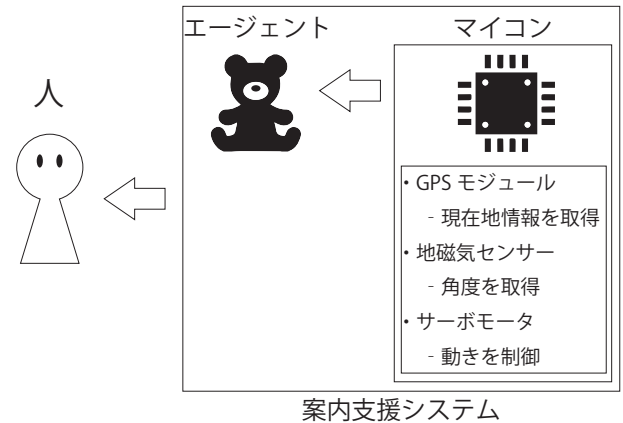 エージェント
マイコン
人
・GPS モジュール
- 現在地情報を取得
・地磁気センサー
- 角度を取得
・サーボモータ
- 動きを制御
案内支援システム